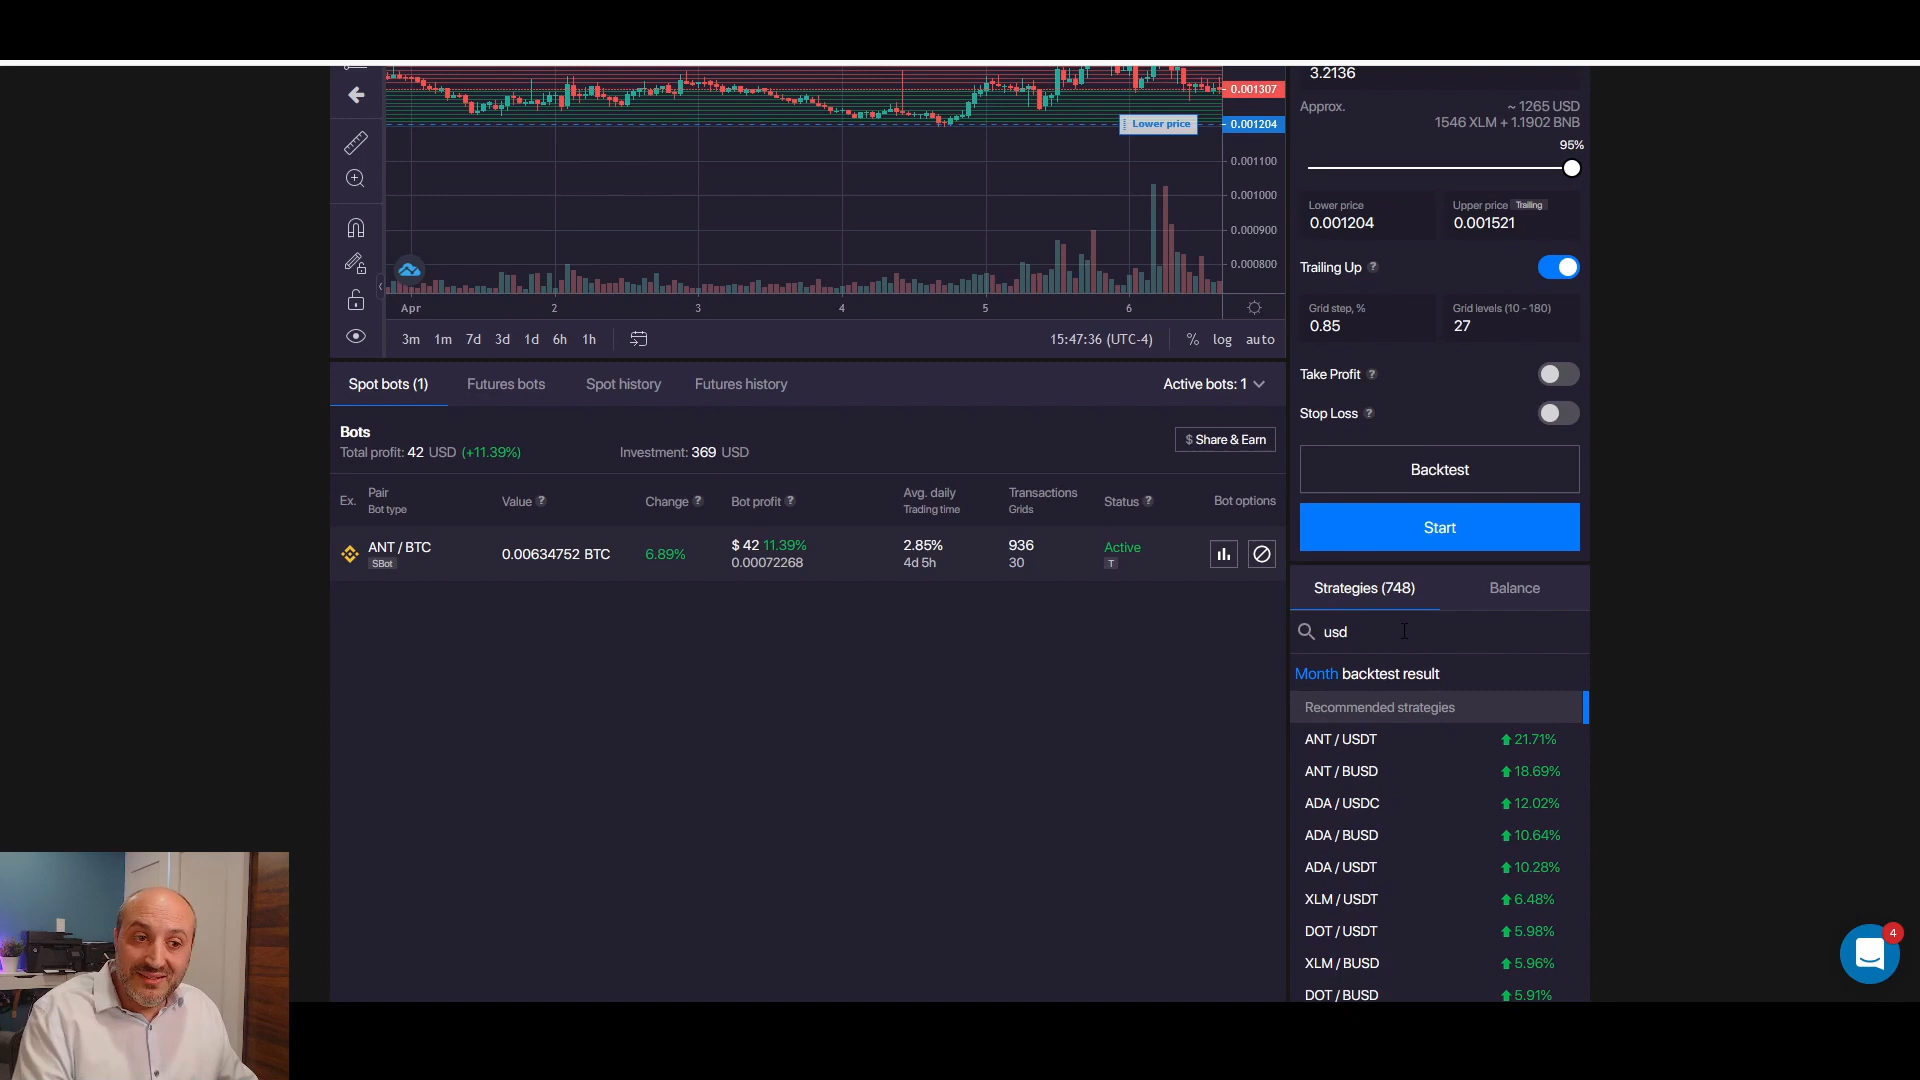 0.001307
Lower price
0.001204
0.001100
0.001000
0.000900
0.000800
Apr 2 3 4 5 6
3m 1m 7d 3d 1d 6h 1h 15:47:36 (UTC-4) % log auto
3.2136
Approx. ~ 1265 USD
1546 XLM + 1.1902 BNB
95%
Lower price Upper price Trailing
0.001204 0.001521
Trailing Up ?
Grid step, % Grid levels (10 - 180)
0.85 27
Take Profit ?
Stop Loss ?
Backtest
Start
Spot bots (1) Futures bots Spot history Futures history Active bots: 1
Bots
Total profit: 42 USD (+11.39%) Investment: 369 USD
$ Share & Earn
Ex. Pair Value ? Change ? Bot profit ? Avg. daily Transactions Status ? Bot options
Bot type Trading time Grids
ANT / BTC 0.00634752 BTC 6.89% $ 42 11.39% 2.85% 936 Active
SBot 0.00072268 4d 5h 30 T
Strategies (748) Balance
usd
Month backtest result
Recommended strategies
ANT / USDT 21.71%
ANT / BUSD 18.69%
ADA / USDC 12.02%
ADA / BUSD 10.64%
ADA / USDT 10.28%
XLM / USDT 6.48%
DOT / USDT 5.98%
XLM / BUSD 5.96%
DOT / BUSD 5.91%
4